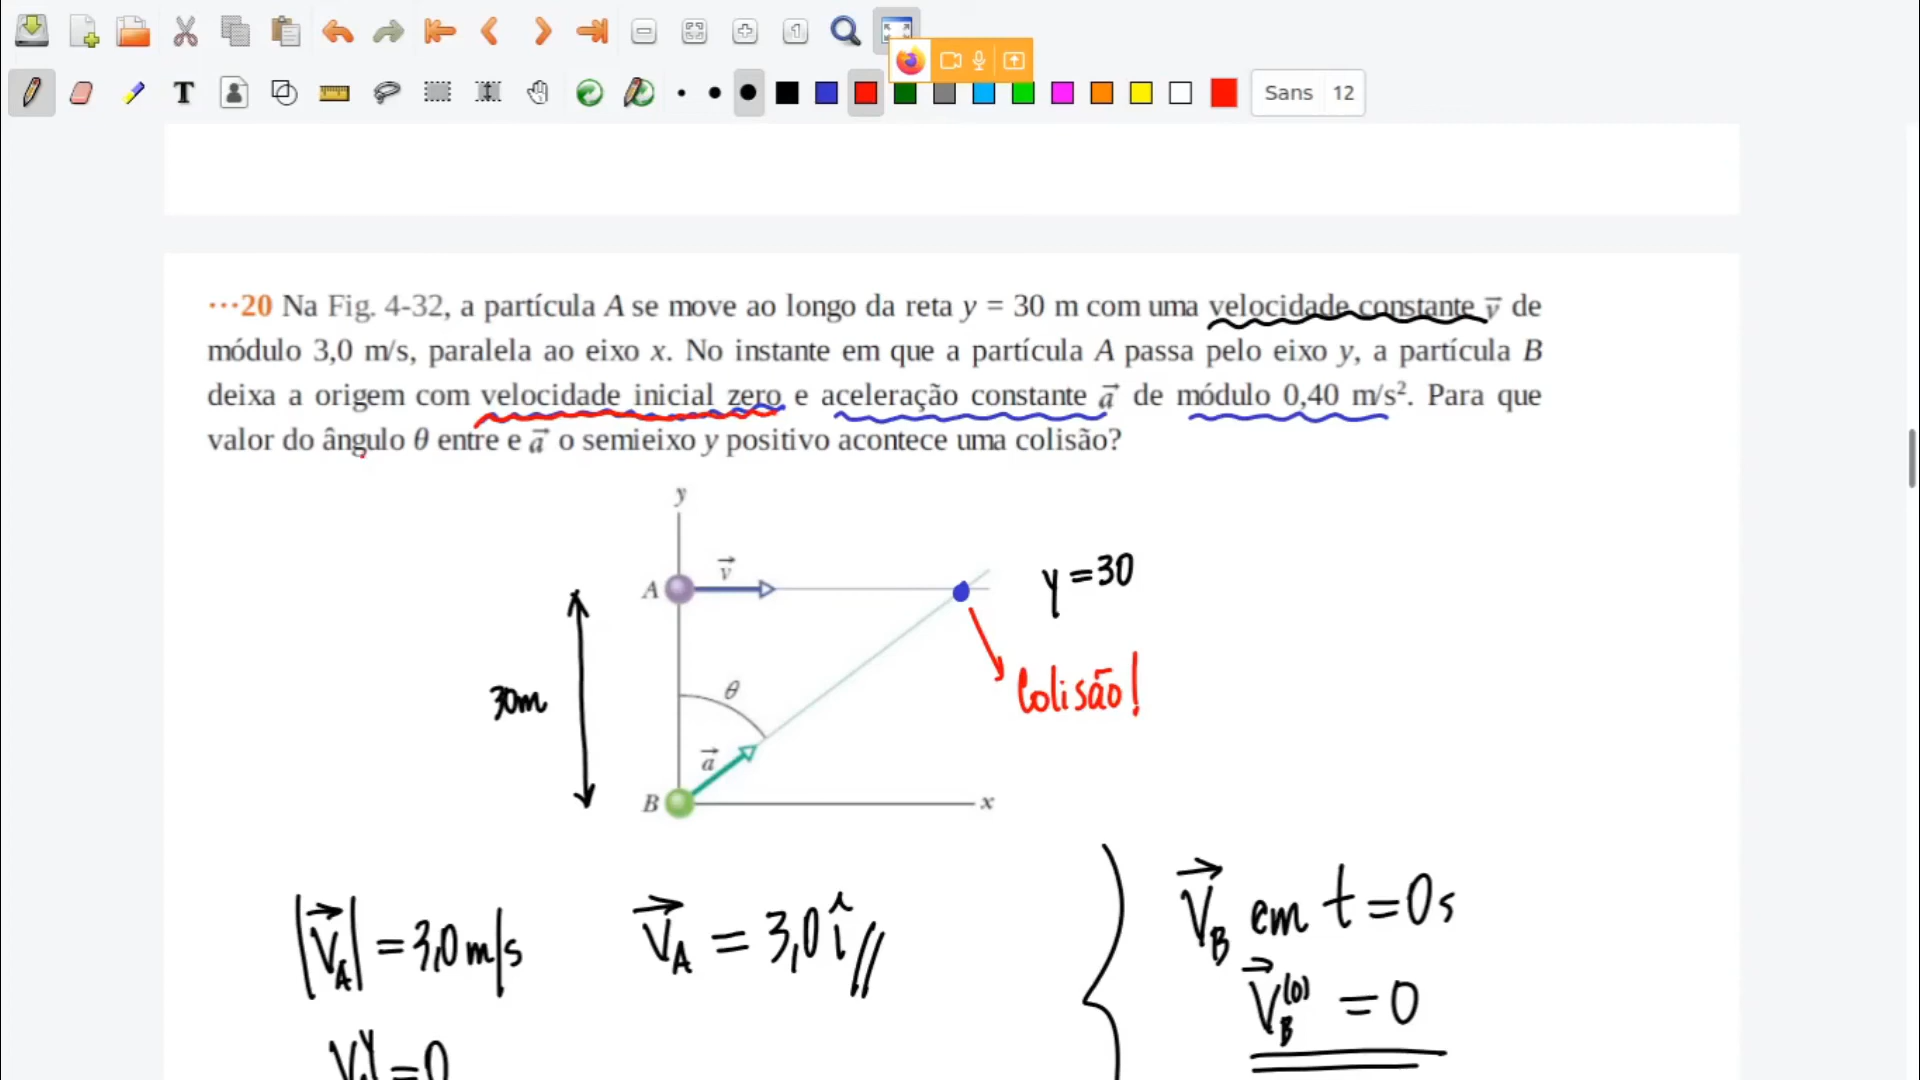 T
1
Sans 12
···20 Na Fig. 4-32, a partícula A se move ao longo da reta y = 30 m com uma velocidade constante v⃗ de
módulo 3,0 m/s, paralela ao eixo x. No instante em que a partícula A passa pelo eixo y, a partícula B
deixa a origem com velocidade inicial zero e aceleração constante a⃗ de módulo 0,40 m/s². Para que
valor do ângulo θ entre e a⃗ o semieixo y positivo acontece uma colisão?
y
v⃗
A
y = 30
30m
θ
Colisão!
a⃗
B
x
|V⃗A| = 3,0 m/s
V⃗A = 3,0 î //
V⃗B em t = 0s
V⃗B(0) = 0
Vy = 0